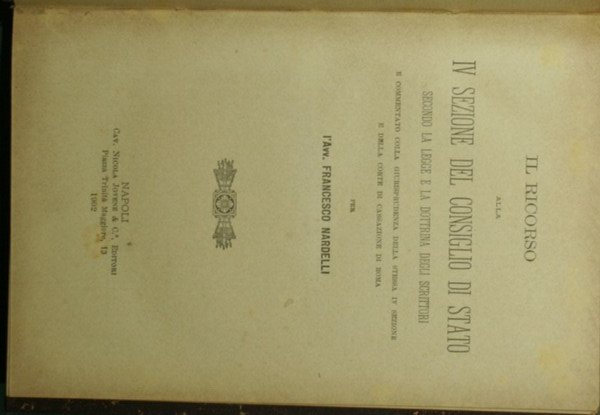 IL RICORSO
ALLA
IV SEZIONE DEL CONSIGLIO DI STATO
SECONDO LA LEGGE E LA DOTTRINA DEGLI SCRITTORI
E COMMENTATO COLLA GIURISPRUDENZA DELLA STESSA IV SEZIONE
E DELLA CORTE DI CASSAZIONE DI ROMA
PER
l'Avv. FRANCESCO NARDELLI
NAPOLI
CAV. NICOLA JOVENE & C.º, EDITORI
Piazza Trinità Maggiore, 13
1902